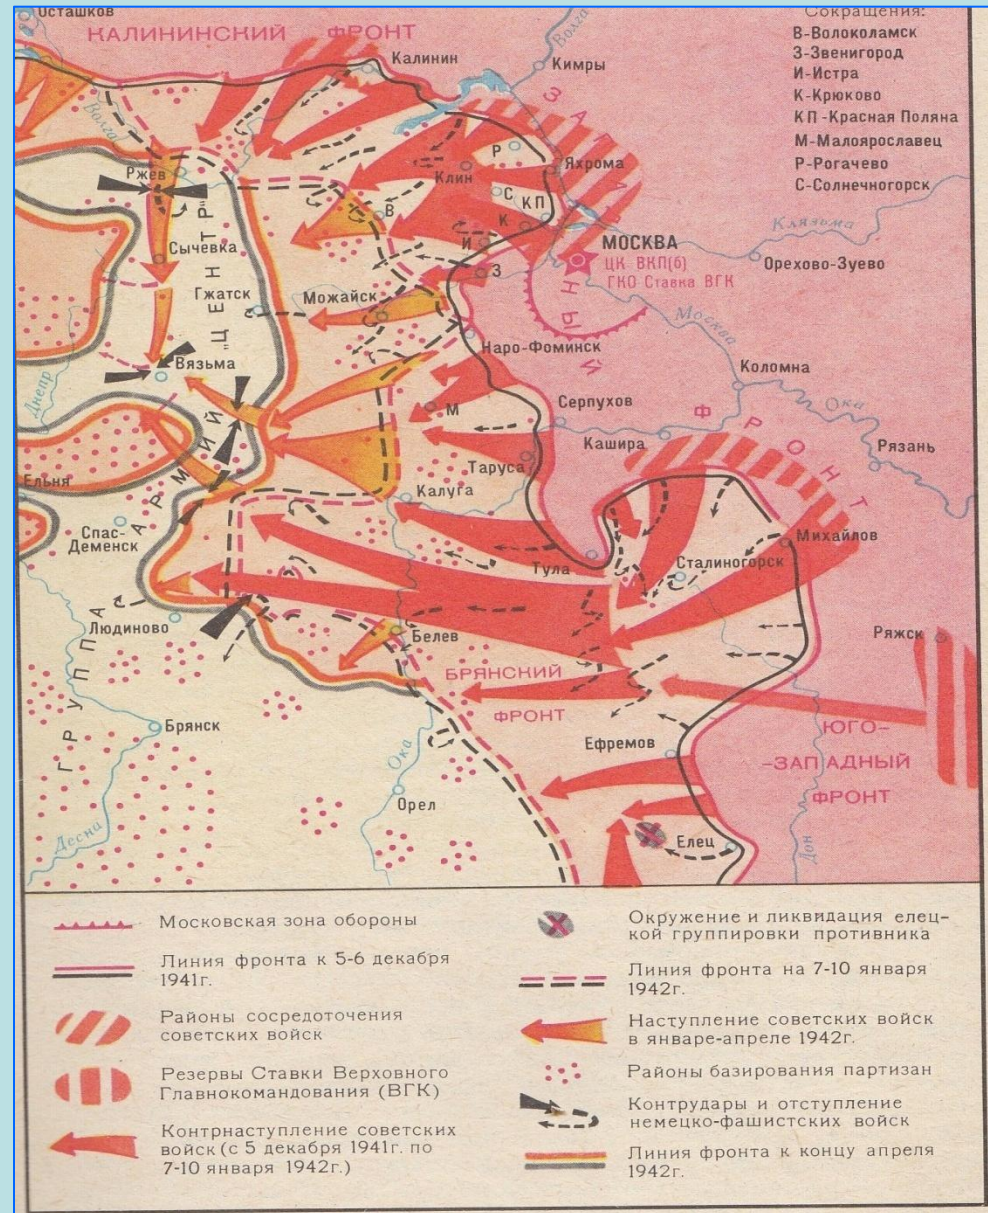 Осташков
КАЛИНИНСКИЙ ФРОНТ
Калинин
Волга
Кимры
Сокращения:
В-Волоколамск
З-Звенигород
И-Истра
К-Крюково
КП-Красная Поляна
М-Малоярославец
Р-Рогачево
С-Солнечногорск
Волга
Ржев
Клин
Р
Яхрома
С
КП
В
К
И
З
ЗАПАДНЫЙ ФРОНТ
Клязьма
МОСКВА
ЦК ВКП(б)
ГКО Ставка ВГК
Орехово-Зуево
Сычевка
Гжатск
Можайск
Москва
Наро-Фоминск
Вязьма
Днепр
Коломна
М
Серпухов
Кашира
Ока
Рязань
Таруса
Ельня
Калуга
Спас-
Деменск
ГРУППА АРМИЙ "ЦЕНТР"
Тула
Сталиногорск
Михайлов
Людиново
Белев
Ряжск
БРЯНСКИЙ
ФРОНТ
Брянск
ЮГО-
-ЗАПАДНЫЙ
ФРОНТ
Ефремов
Ока
Орел
Десна
Елец
Дон
Московская зона обороны
Линия фронта к 5-6 декабря
1941г.
Районы сосредоточения
советских войск
Резервы Ставки Верховного
Главнокомандования (ВГК)
Контрнаступление советских
войск (с 5 декабря 1941г. по
7-10 января 1942г.)
Окружение и ликвидация елец-
кой группировки противника
Линия фронта на 7-10 января
1942г.
Наступление советских войск
в январе-апреле 1942г.
Районы базирования партизан
Контрудары и отступление
немецко-фашистских войск
Линия фронта к концу апреля
1942г.